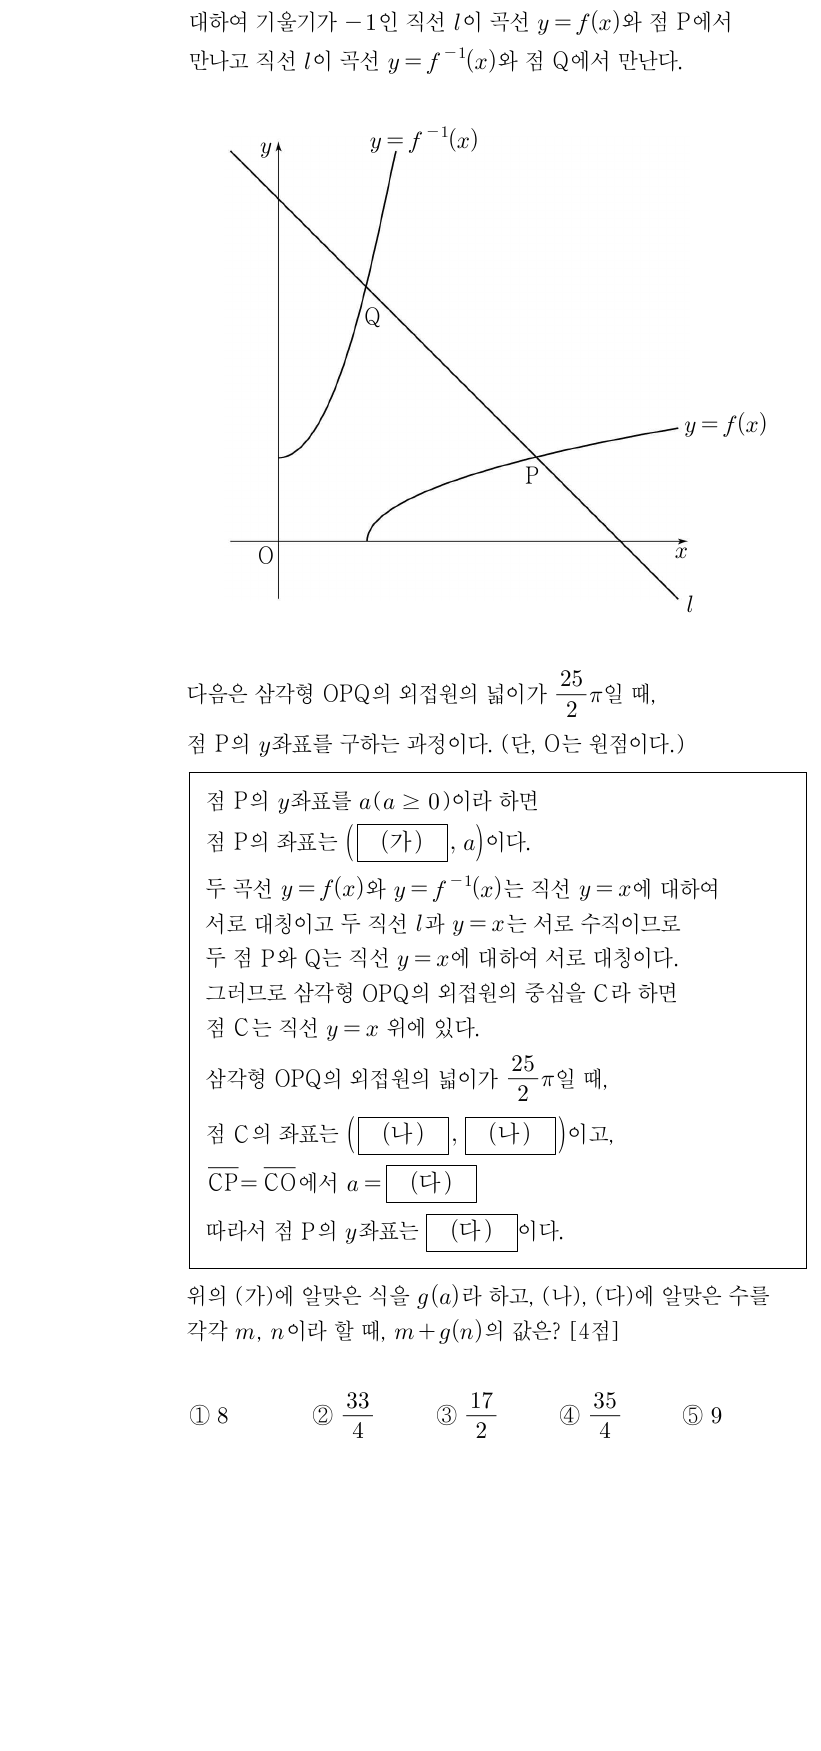 대하여 기울기가 −1인 직선 l이 곡선 y=f(x)와 점 P에서
만나고 직선 l이 곡선 y=f⁻¹(x)와 점 Q에서 만난다.
y
y=f⁻¹(x)
Q
y=f(x)
P
O
x
l
다음은 삼각형 OPQ의 외접원의 넓이가 25/2 π일 때,
점 P의 y좌표를 구하는 과정이다. (단, O는 원점이다.)
점 P의 y좌표를 a(a ≥ 0)이라 하면
점 P의 좌표는 ( (가) , a)이다.
두 곡선 y=f(x)와 y=f⁻¹(x)는 직선 y=x에 대하여
서로 대칭이고 두 직선 l과 y=x는 서로 수직이므로
두 점 P와 Q는 직선 y=x에 대하여 서로 대칭이다.
그러므로 삼각형 OPQ의 외접원의 중심을 C라 하면
점 C는 직선 y=x 위에 있다.
삼각형 OPQ의 외접원의 넓이가 25/2 π일 때,
점 C의 좌표는 ( (나) , (나) )이고,
C̅P̅=C̅O̅에서 a= (다)
따라서 점 P의 y좌표는 (다) 이다.
위의 (가)에 알맞은 식을 g(a)라 하고, (나), (다)에 알맞은 수를
각각 m, n이라 할 때, m+g(n)의 값은? [4점]
① 8 ② 33/4 ③ 17/2 ④ 35/4 ⑤ 9